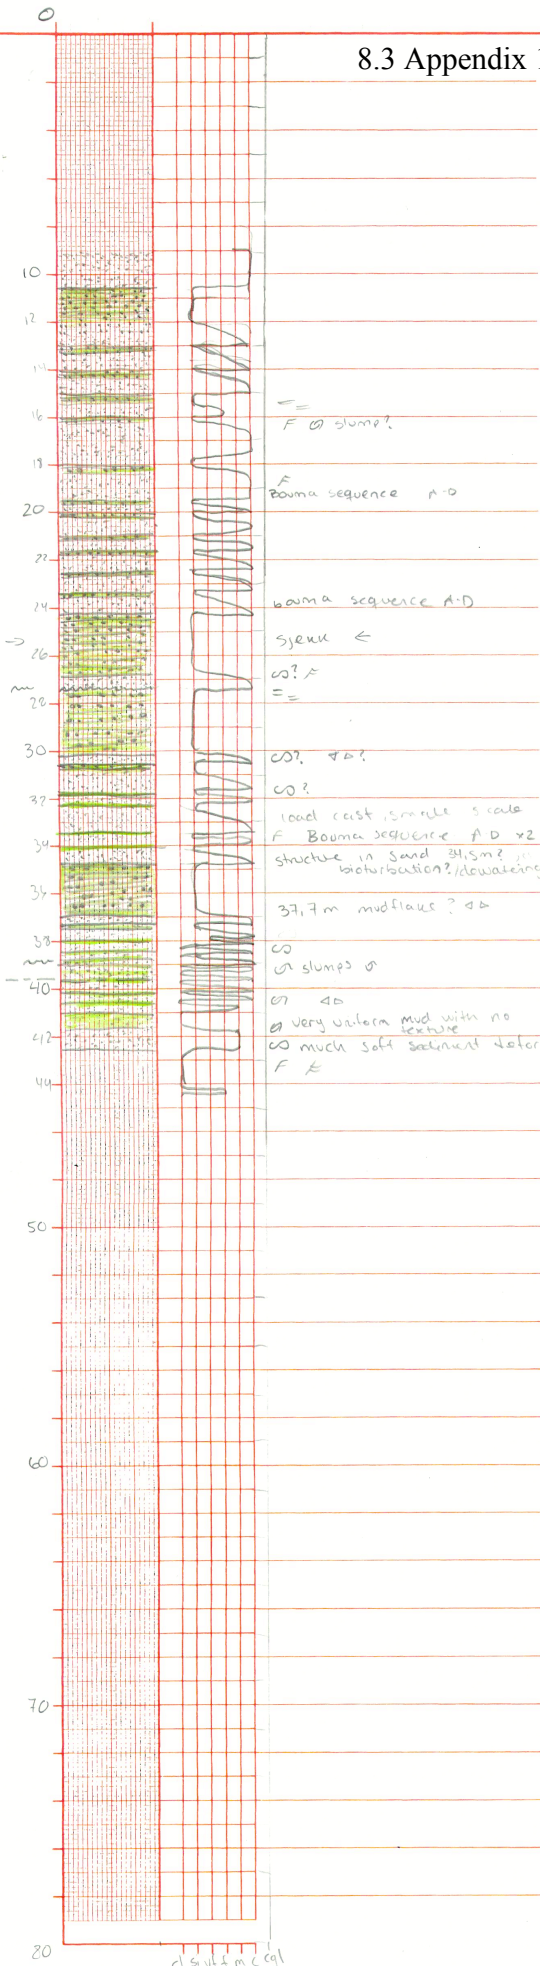 0
8.3 Appendix 1
10
12
14
16
F slump?
18
F
Bouma sequence A-D
20
22
bouma sequence A-D
24
sjekk ←
26
? F
28
30
? ?
?
32
load cast, small scale
F Bouma sequence A D x2
34
structure in sand 34,5m?
bioturbation?/dewatering
36
37,7 m mudflaks?
38
slumps
40
very uniform mud with no
texture
42
much soft sediment defor
F F
44
50
60
70
80
cl si vf f m c cgl